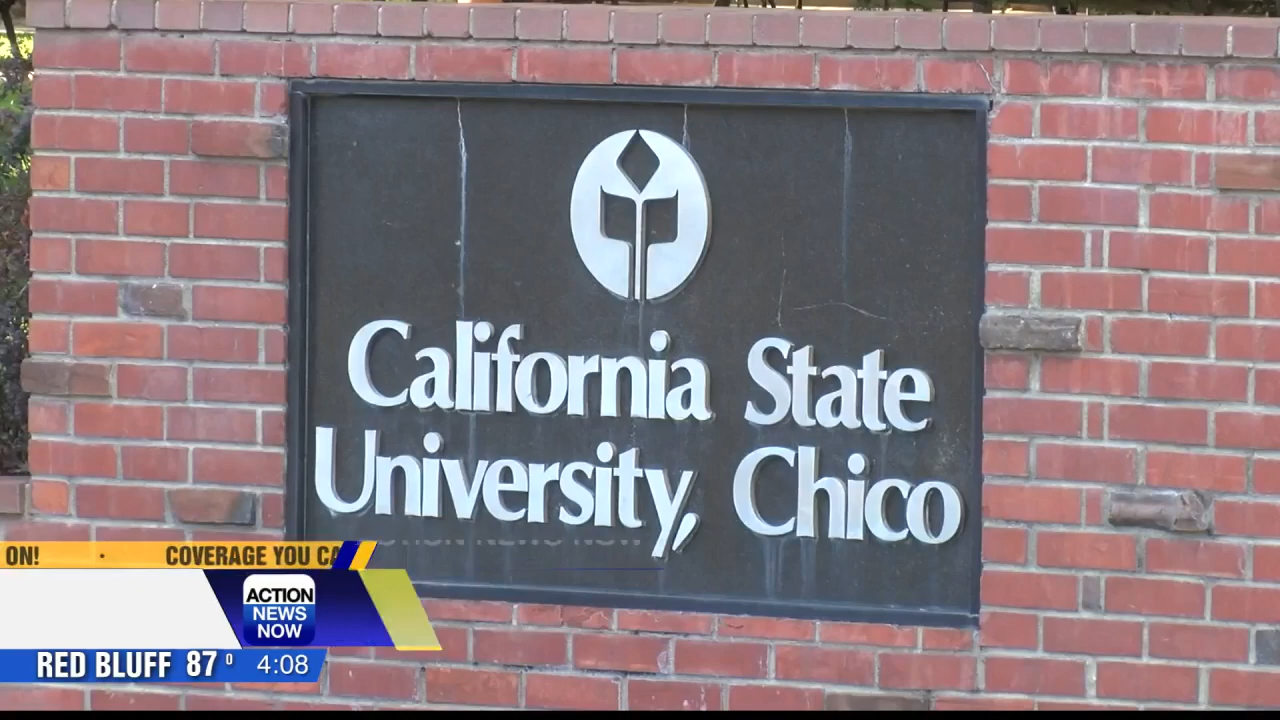 California State
University, Chico
ON! • COVERAGE YOU CA
ACTION
NEWS
NOW
RED BLUFF 87° 4:08